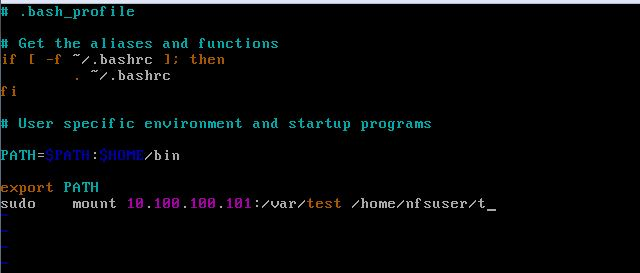 # .bash_profile
# Get the aliases and functions
if [ -f ~/.bashrc ]; then
. ~/.bashrc
fi
# User specific environment and startup programs
PATH=$PATH:$HOME/bin
export PATH
sudo    mount 10.100.100.101:/var/test /home/nfsuser/t_
~
~
~
~